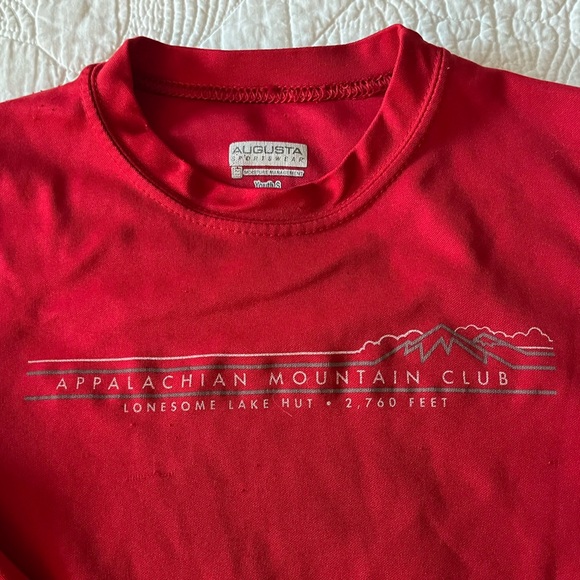 AUGUSTA
SPORTSWEAR
MOISTURE MANAGEMENT
Youth-S
APPALACHIAN MOUNTAIN CLUB
LONESOME LAKE HUT • 2,760 FEET